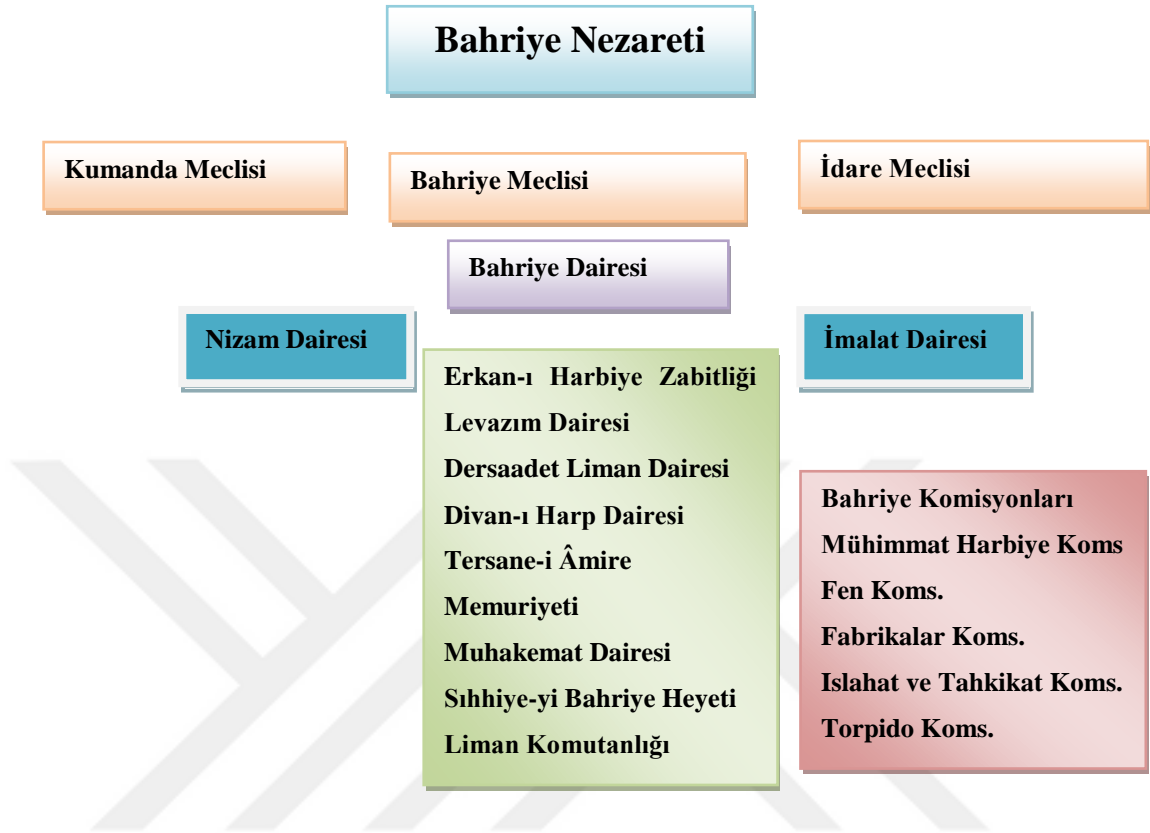 Bahriye Nezareti
Kumanda Meclisi
Bahriye Meclisi
İdare Meclisi
Bahriye Dairesi
Nizam Dairesi
İmalat Dairesi
Erkan-ı Harbiye Zabitliği
Levazım Dairesi
Dersaadet Liman Dairesi
Divan-ı Harp Dairesi
Tersane-i Âmire
Memuriyeti
Muhakemat Dairesi
Sıhhiye-yi Bahriye Heyeti
Liman Komutanlığı
Bahriye Komisyonları
Mühimmat Harbiye Koms
Fen Koms.
Fabrikalar Koms.
Islahat ve Tahkikat Koms.
Torpido Koms.